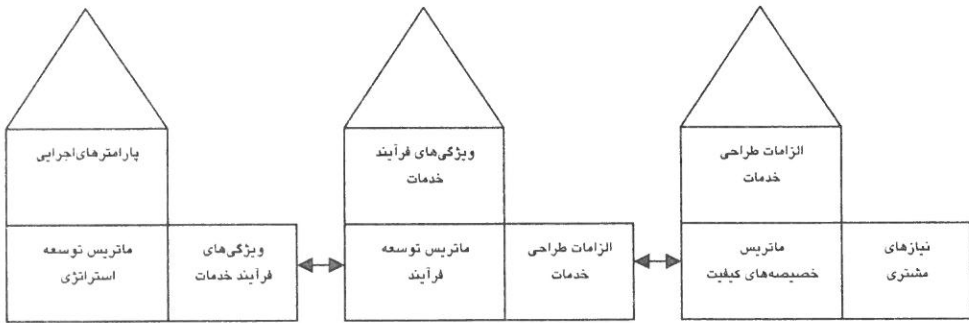 الزامات طراحی
خدمات
نیازهای
مشتری
ماتریس
خصیصه‌های کیفیت
ویژگی‌های فرآیند
خدمات
الزامات طراحی
خدمات
ماتریس توسعه
فرآیند
پارامترهای اجرایی
ویژگی‌های
فرآیند خدمات
ماتریس توسعه
استراتژی